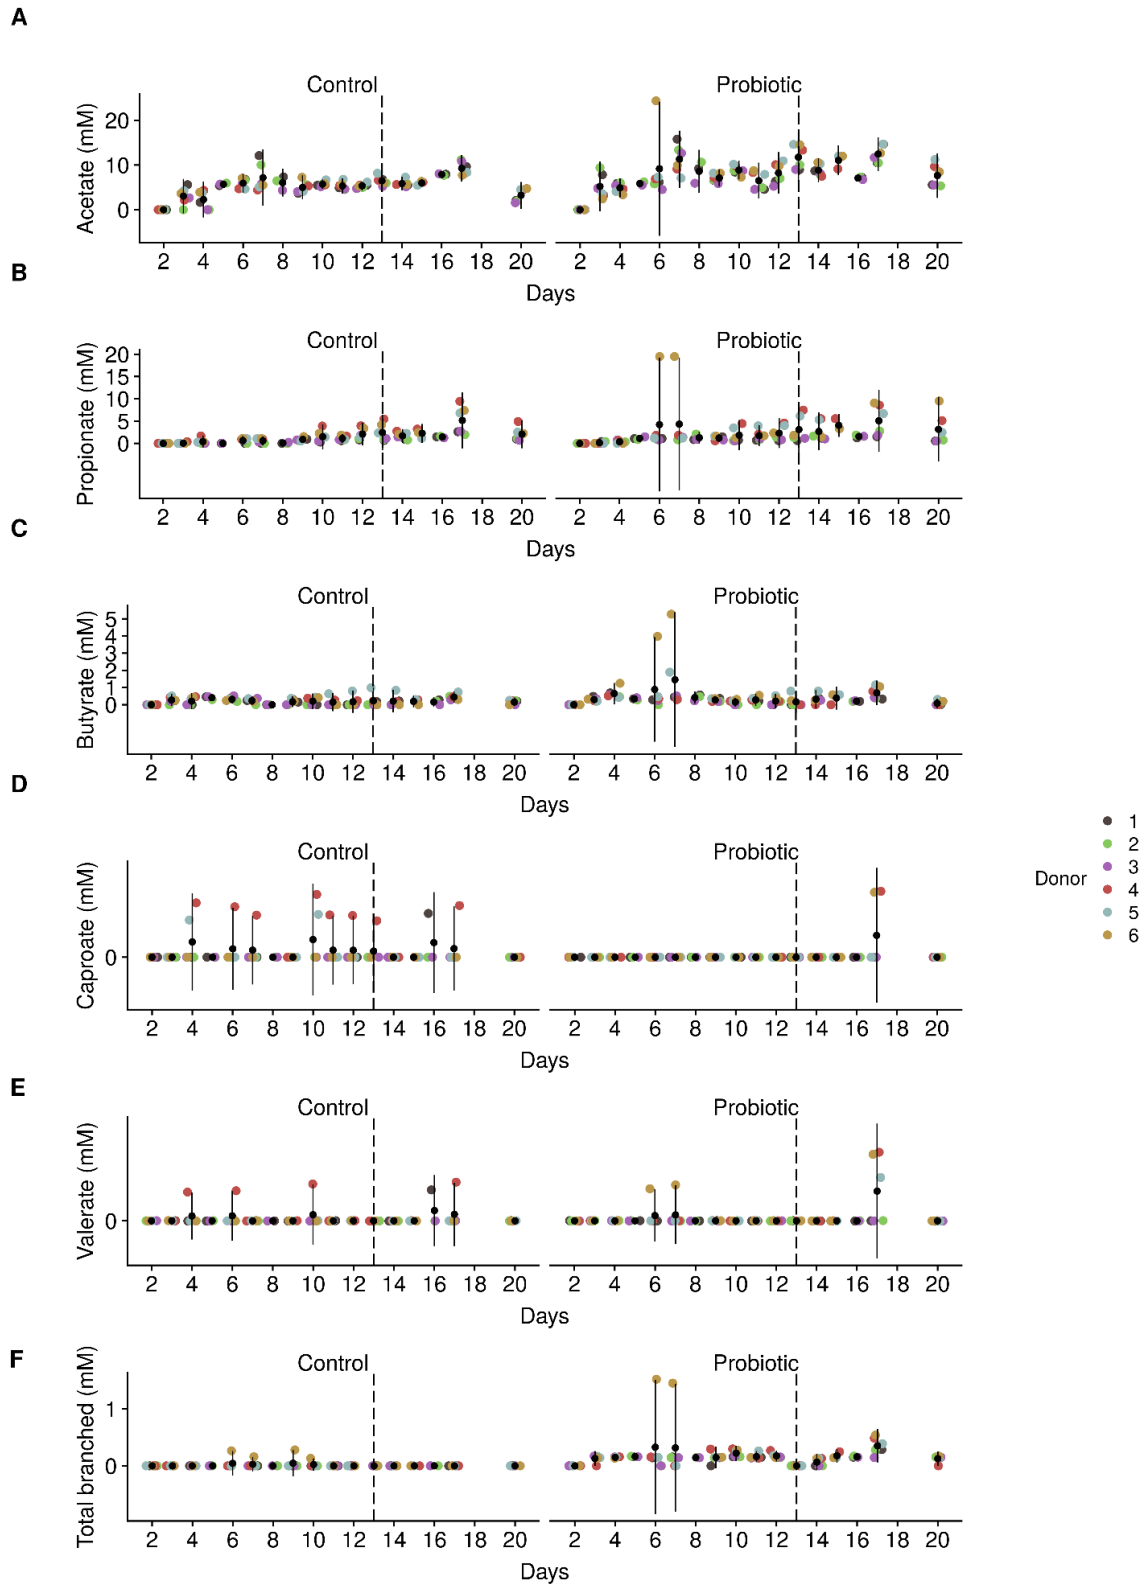 A
Control Probiotic
Acetate (mM)
20
10
0
2 4 6 8 10 12 14 16 18 20 2 4 6 8 10 12 14 16 18 20
Days
B
Control Probiotic
Propionate (mM)
20
15
10
5
0
2 4 6 8 10 12 14 16 18 20 2 4 6 8 10 12 14 16 18 20
Days
C
Control Probiotic
Butyrate (mM)
5
4
3
2
1
0
2 4 6 8 10 12 14 16 18 20 2 4 6 8 10 12 14 16 18 20
Days
D
Control Probiotic
Caproate (mM)
0
2 4 6 8 10 12 14 16 18 20 2 4 6 8 10 12 14 16 18 20
Days
Donor
1
2
3
4
5
6
E
Control Probiotic
Valerate (mM)
0
2 4 6 8 10 12 14 16 18 20 2 4 6 8 10 12 14 16 18 20
Days
F
Control Probiotic
Total branched (mM)
1
0
2 4 6 8 10 12 14 16 18 20 2 4 6 8 10 12 14 16 18 20
Days